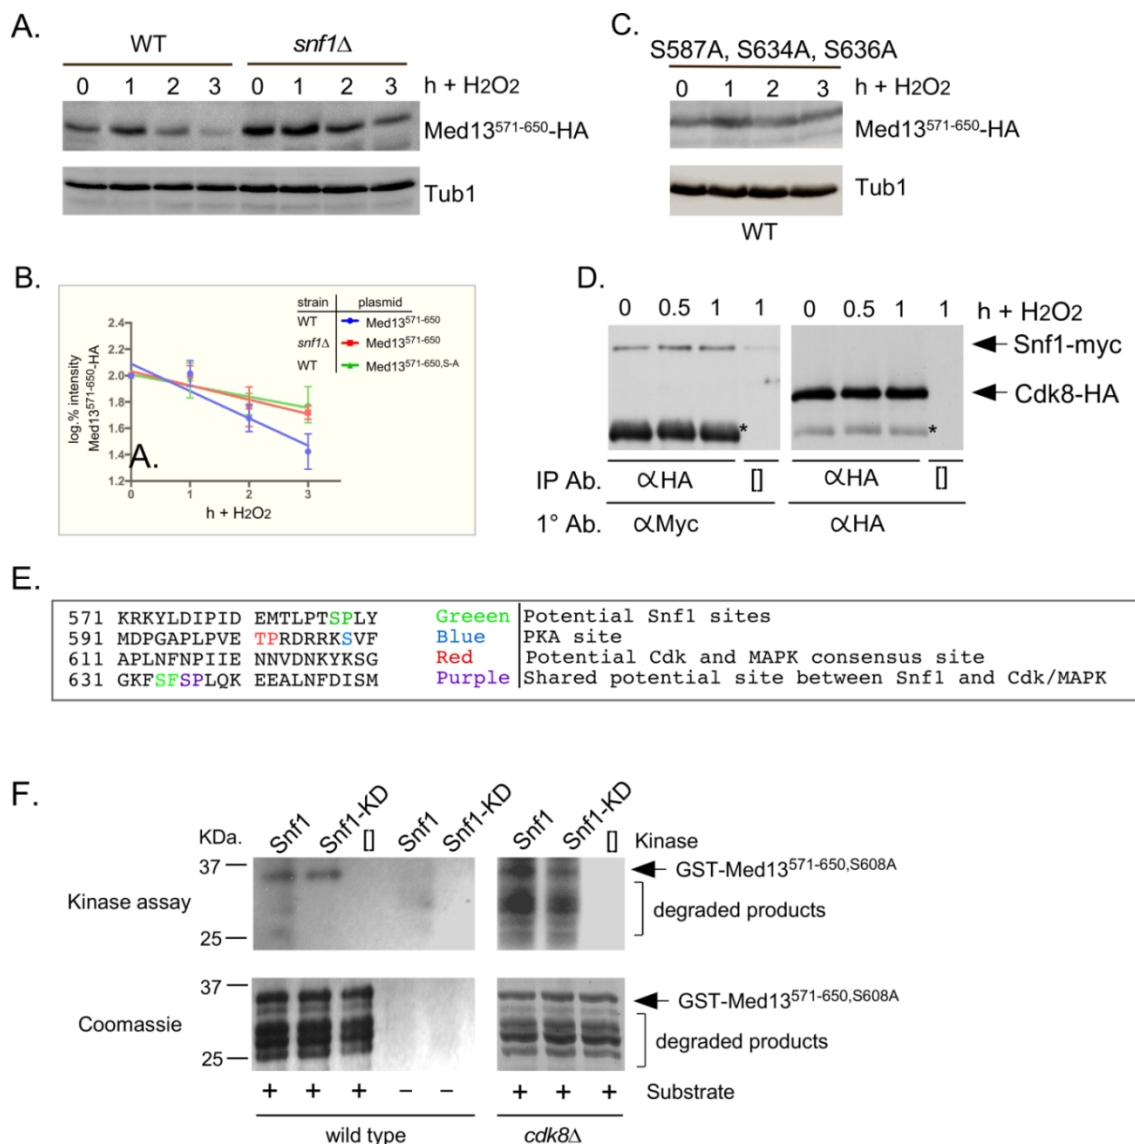 A.
WT snf1Δ
0 1 2 3 0 1 2 3 h + H2O2
Med13571-650-HA
Tub1
C.
S587A, S634A, S636A
0 1 2 3 h + H2O2
Med13571-650-HA
Tub1
WT
B.
strain plasmid
WT Med13571-650
snf1Δ Med13571-650
WT Med13571-650,S-A
log.% intensity
Med13571-650-HA
2.4
2.2
2.0
1.8
1.6
1.4
1.2
A.
0 1 2 3
h + H2O2
D.
0 0.5 1 1 0 0.5 1 1 h + H2O2
Snf1-myc
Cdk8-HA
* *
IP Ab. αHA [] αHA []
1° Ab. αMyc αHA
E.
571 KRKYLDIPID EMTLPTSPLY Greeen Potential Snf1 sites
591 MDPGAPLPVE TPRDRRKSVF Blue PKA site
611 APLNFNPIIE NNVDNKYKSG Red Potential Cdk and MAPK consensus site
631 GKFSFSPLQK EEALNFDISM Purple Shared potential site between Snf1 and Cdk/MAPK
F.
KDa. Snf1 Snf1-KD [] Snf1 Snf1-KD Snf1 Snf1-KD [] Kinase
37
GST-Med13571-650,S608A
Kinase assay
degraded products
25
37
GST-Med13571-650,S608A
Coomassie
degraded products
25
+ + + – – + + + Substrate
wild type cdk8Δ